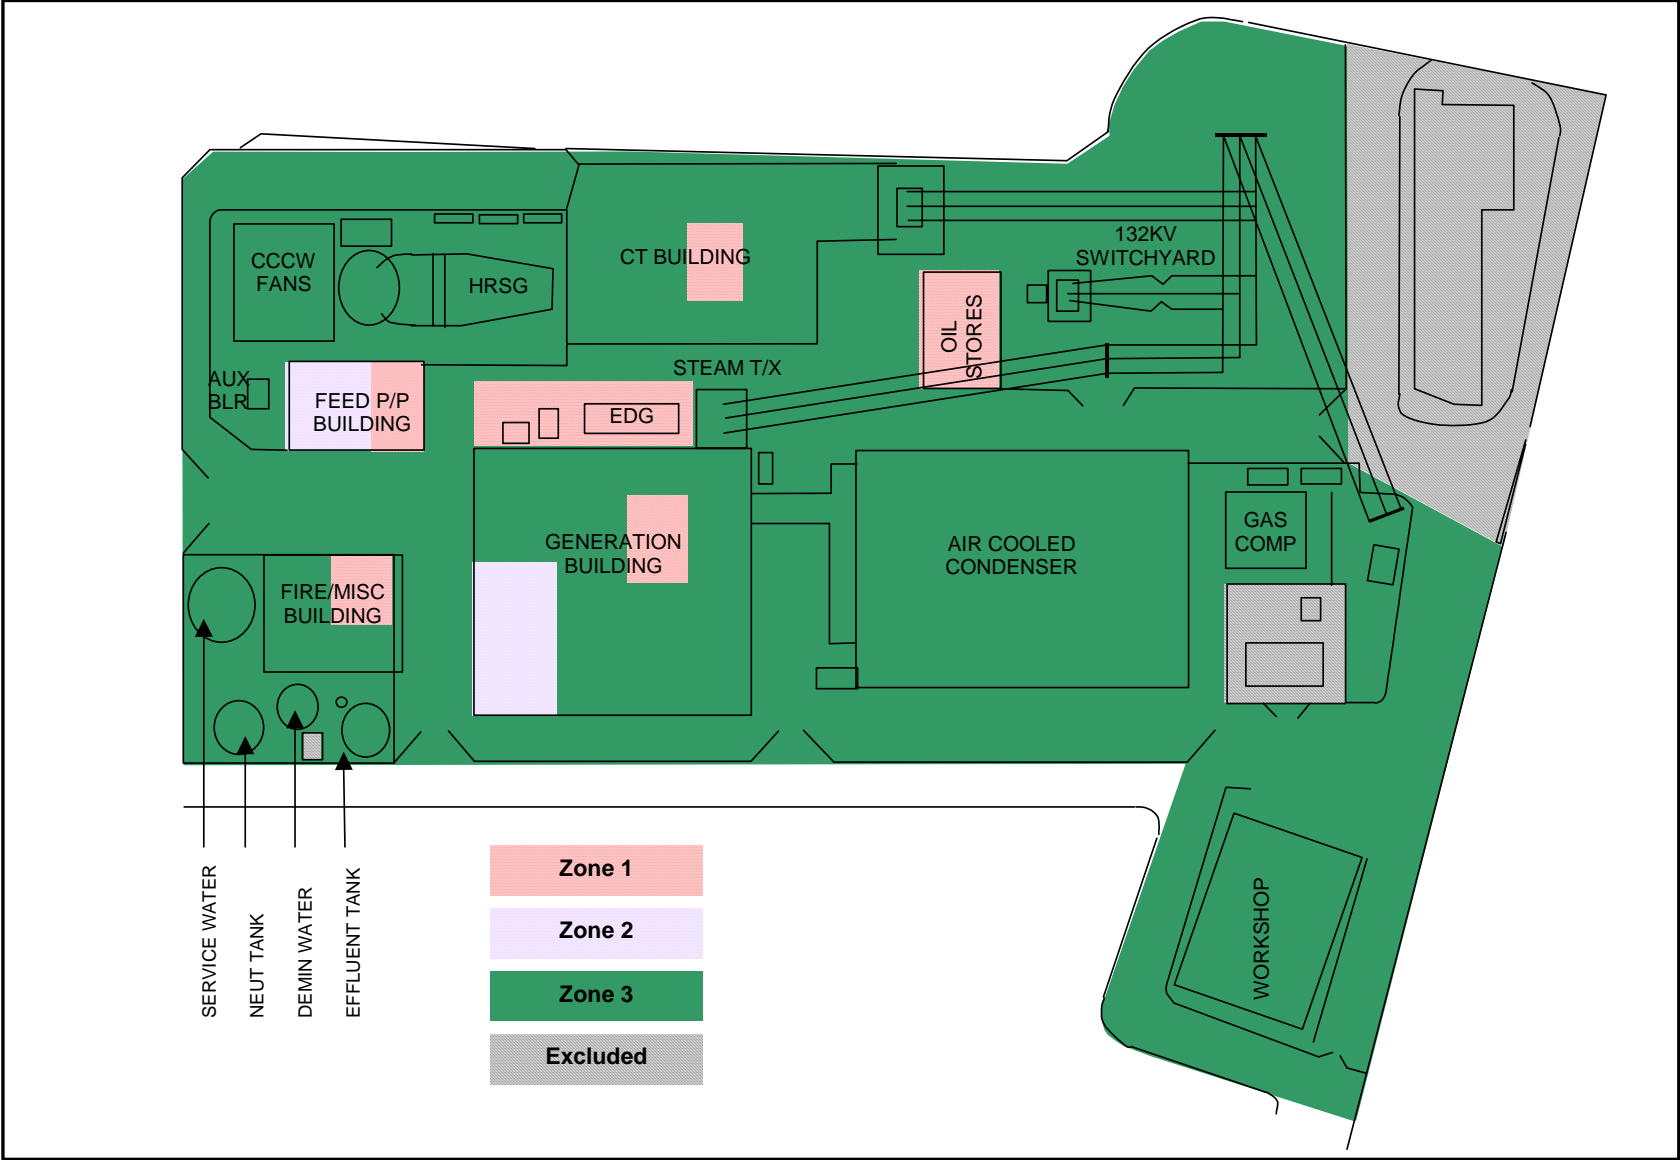 132KV
SWITCHYARD
CCCW
FANS
HRSG
CT BUILDING
OIL
STORES
STEAM T/X
AUX
BLR
FEED P/P
BUILDING
EDG
GENERATION
BUILDING
AIR COOLED
CONDENSER
GAS
COMP
FIRE/MISC
BUILDING
SERVICE WATER
NEUT TANK
DEMIN WATER
EFFLUENT TANK
WORKSHOP
Zone 1
Zone 2
Zone 3
Excluded